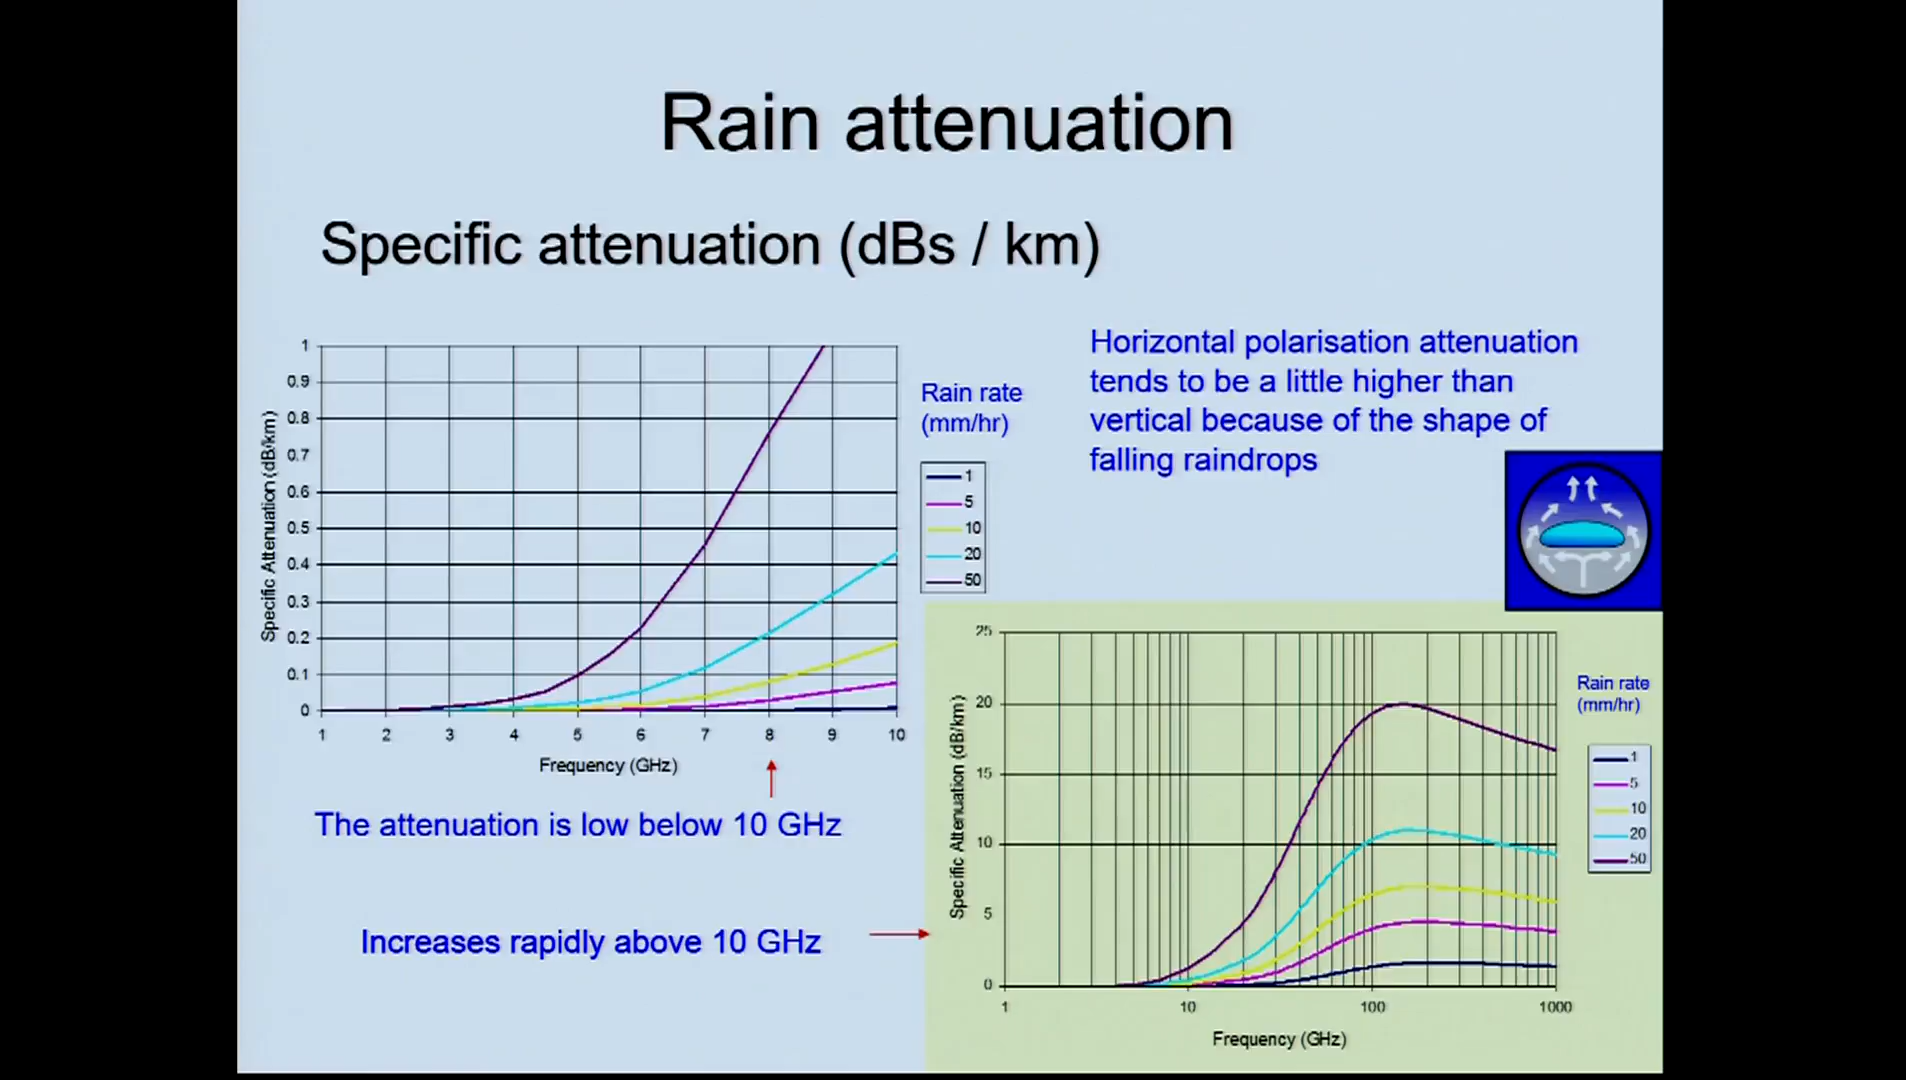 Rain attenuation
Specific attenuation (dBs / km)
Horizontal polarisation attenuation
tends to be a little higher than
vertical because of the shape of
falling raindrops
Specific Attenuation (dB/km)
1
0.9
0.8
0.7
0.6
0.5
0.4
0.3
0.2
0.1
0
1 2 3 4 5 6 7 8 9 10
Frequency (GHz)
Rain rate
(mm/hr)
1
5
10
20
50
The attenuation is low below 10 GHz
Increases rapidly above 10 GHz
Specific Attenuation (dB/km)
25
20
15
10
5
0
1 10 100 1000
Frequency (GHz)
Rain rate
(mm/hr)
1
5
10
20
50